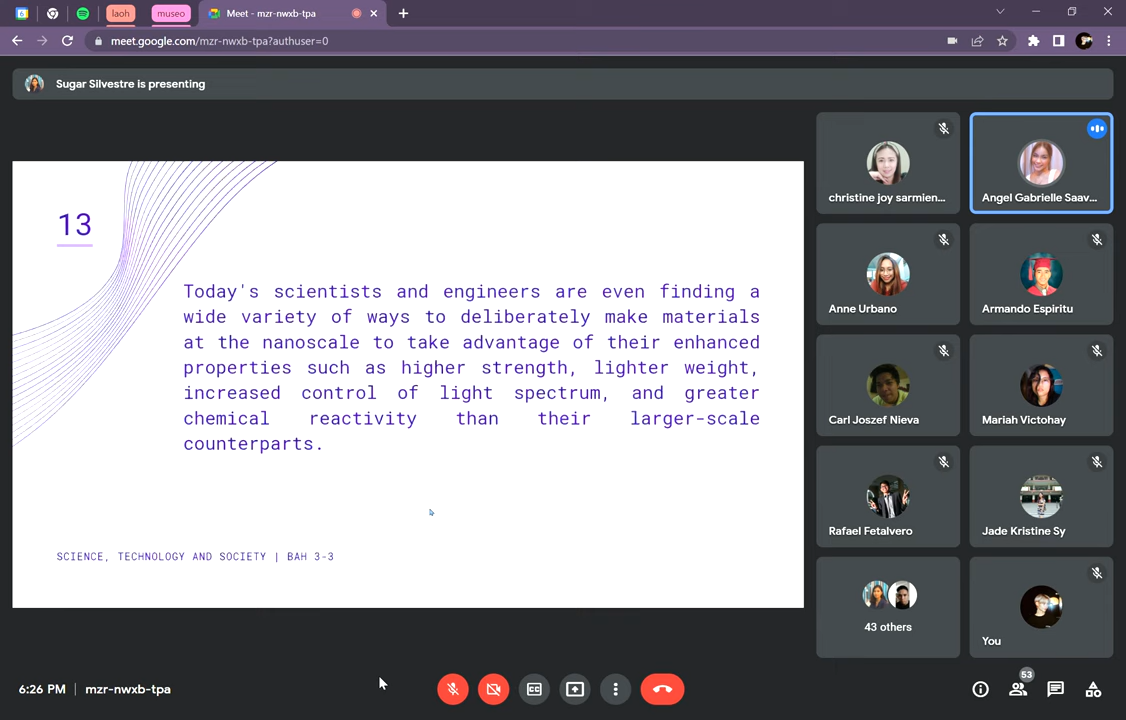 laoh
museo
Meet - mzr-nwxb-tpa
meet.google.com/mzr-nwxb-tpa?authuser=0
Sugar Silvestre is presenting
13
Today's scientists and engineers are even finding a
wide variety of ways to deliberately make materials
at the nanoscale to take advantage of their enhanced
properties such as higher strength, lighter weight,
increased control of light spectrum, and greater
chemical reactivity than their larger-scale
counterparts.
SCIENCE, TECHNOLOGY AND SOCIETY | BAH 3-3
christine joy sarmien...
Angel Gabrielle Saav...
Anne Urbano
Armando Espiritu
Carl Joszef Nieva
Mariah Victohay
Rafael Fetalvero
Jade Kristine Sy
43 others
You
6:26 PM | mzr-nwxb-tpa
53